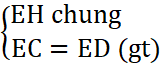 EH chung
EC = ED (gt)